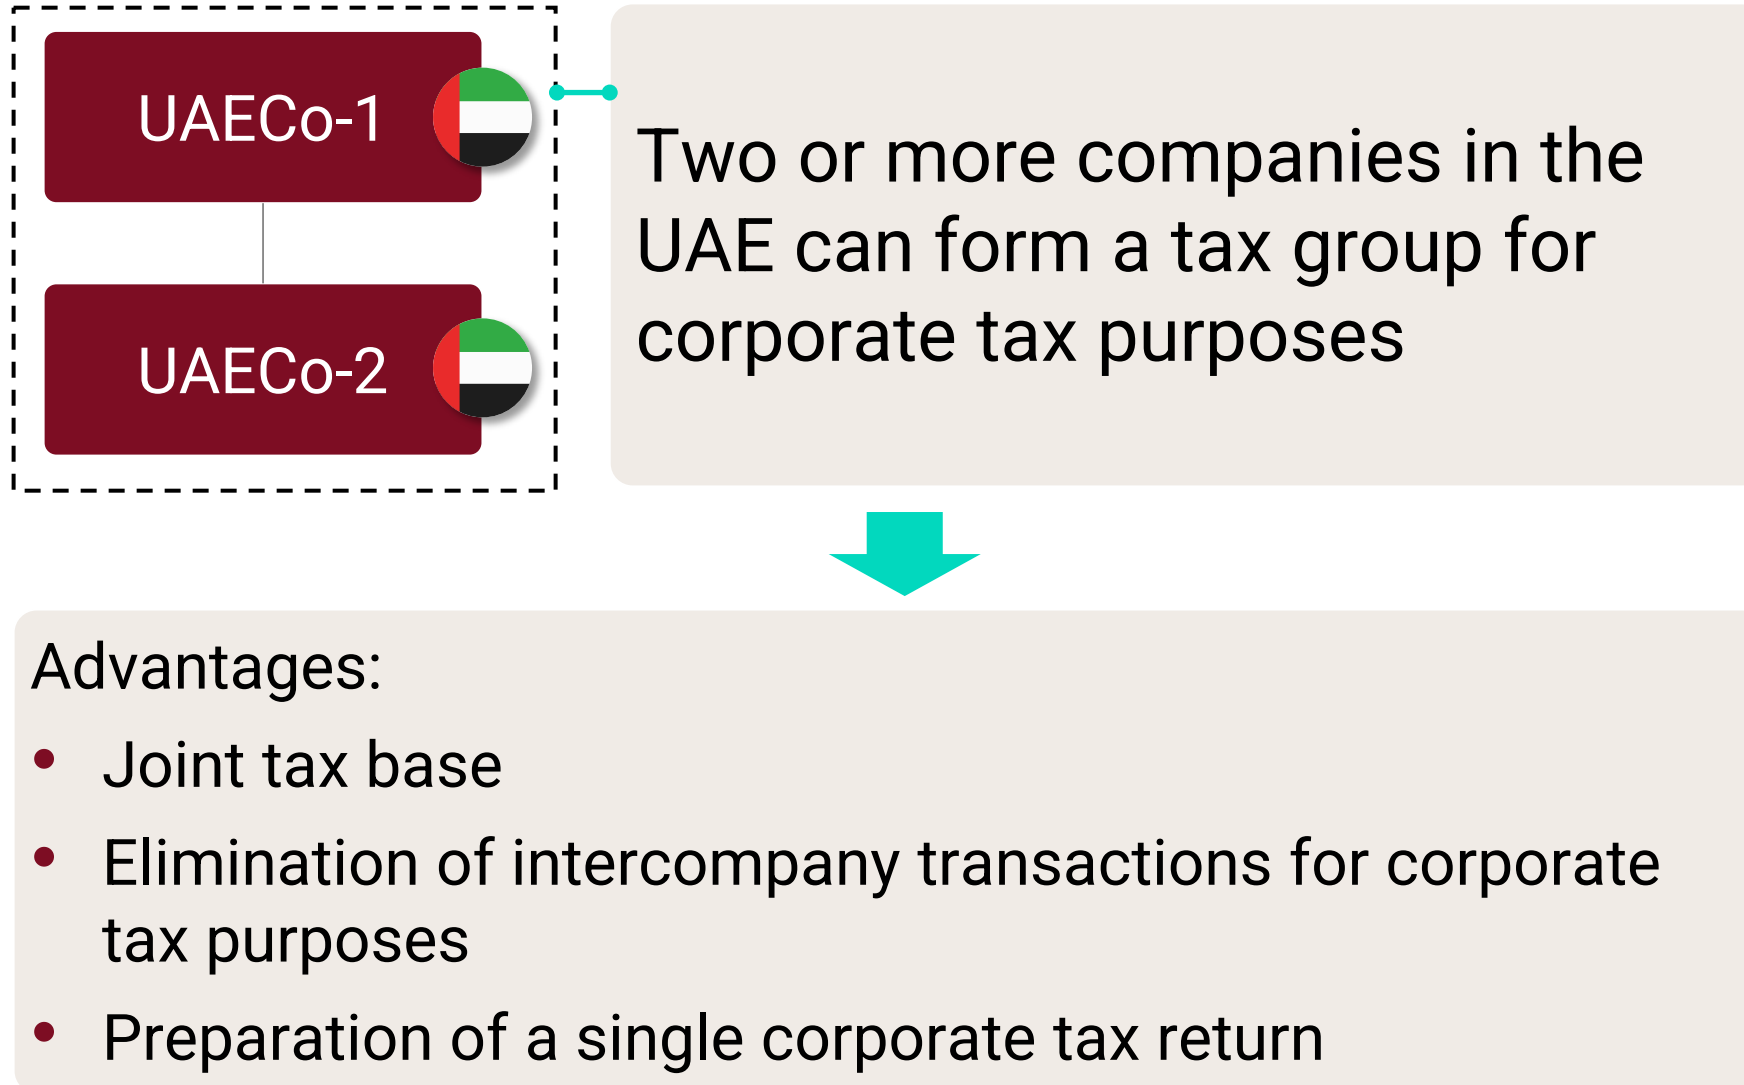 UAECo-1
UAECo-2
Two or more companies in the
UAE can form a tax group for
corporate tax purposes
Advantages:
• Joint tax base
• Elimination of intercompany transactions for corporate
tax purposes
• Preparation of a single corporate tax return